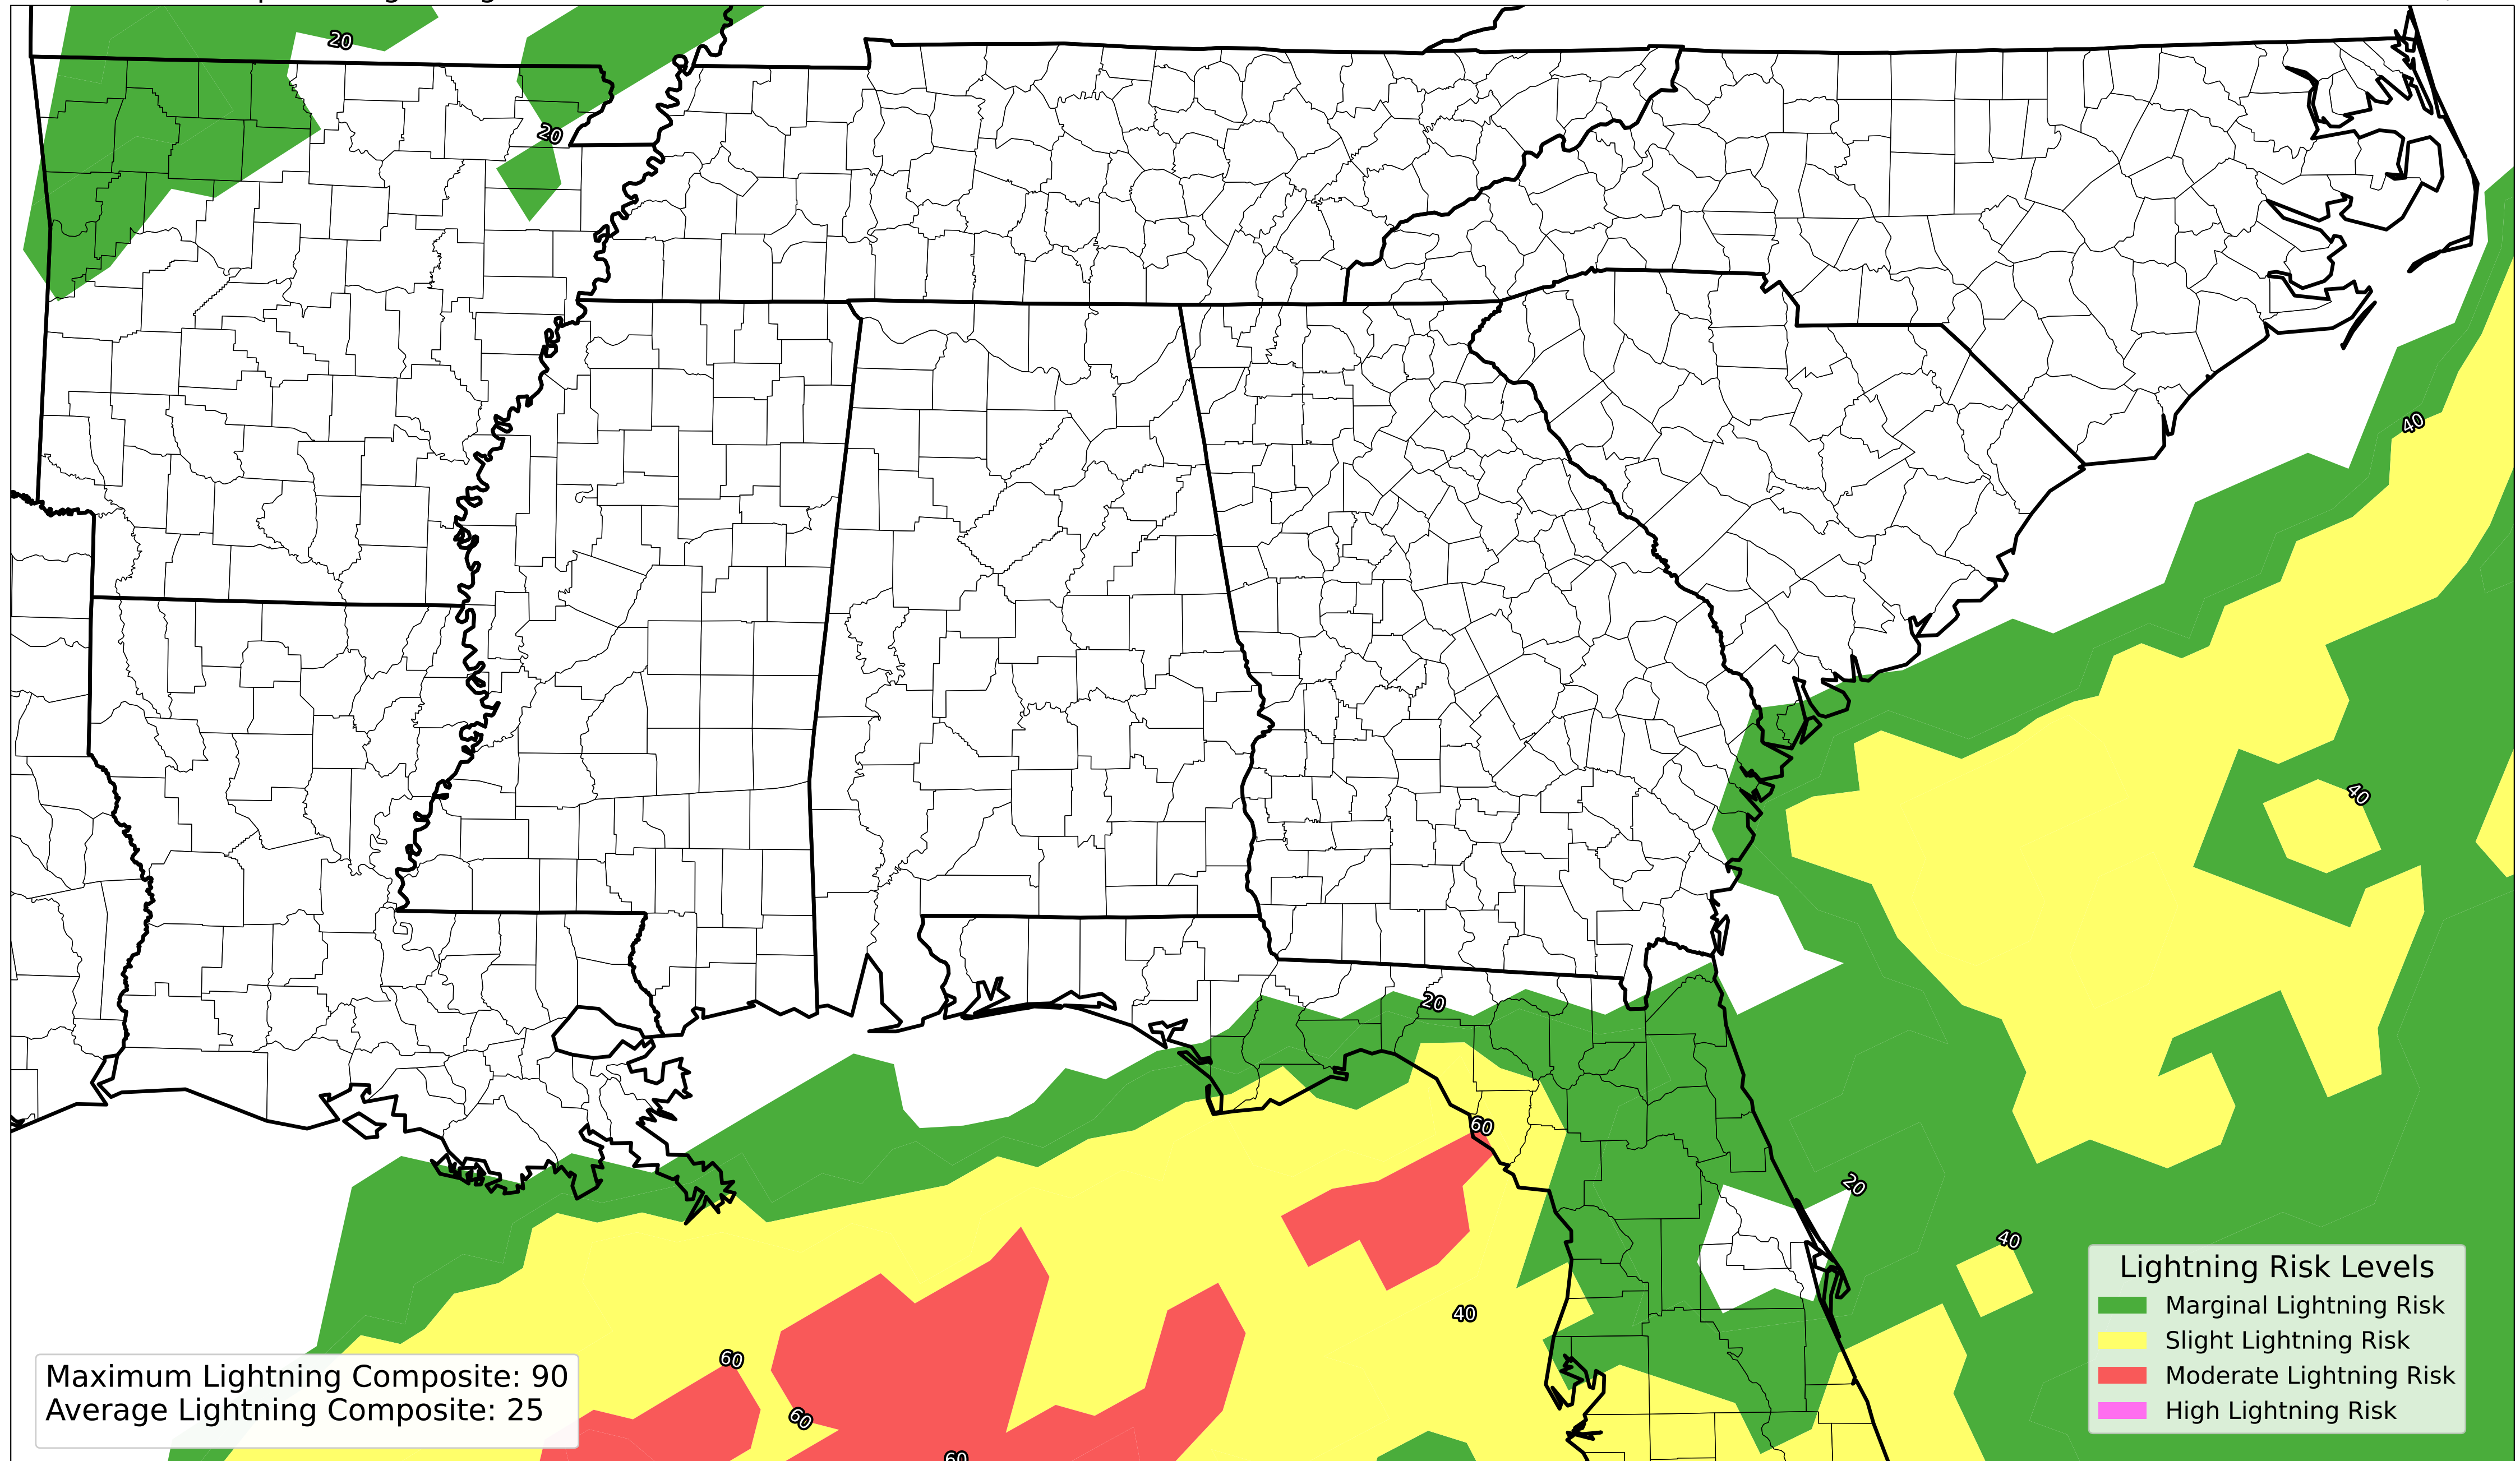 20
20
40
40
20
60
20
40
40
60
60
60
Maximum Lightning Composite: 90
Average Lightning Composite: 25
Lightning Risk Levels
Marginal Lightning Risk
Slight Lightning Risk
Moderate Lightning Risk
High Lightning Risk